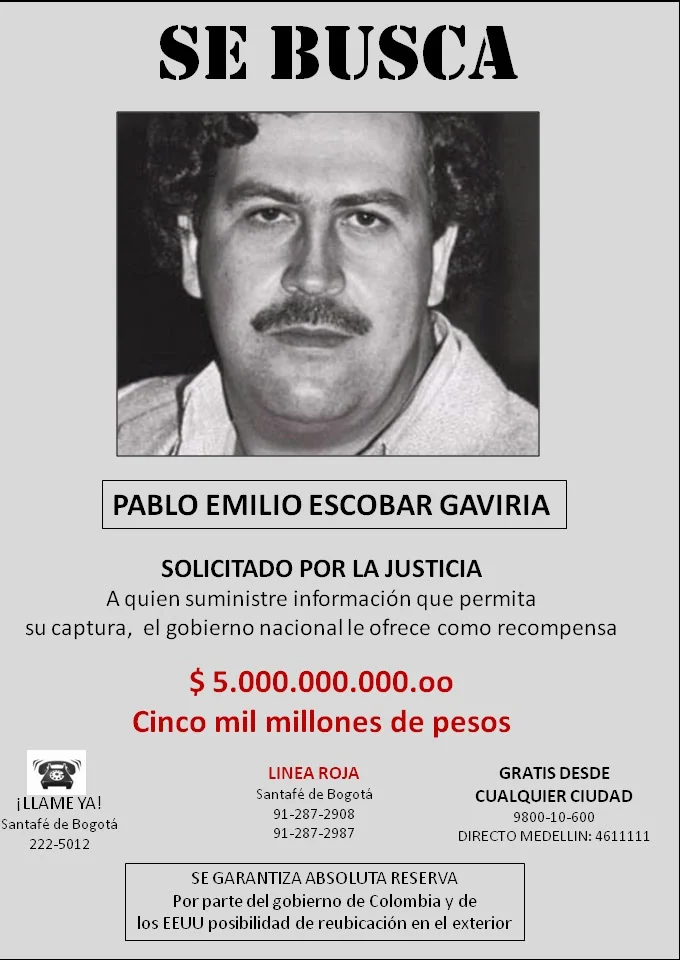 SE BUSCA
PABLO EMILIO ESCOBAR GAVIRIA
SOLICITADO POR LA JUSTICIA
A quien suministre información que permita
su captura, el gobierno nacional le ofrece como recompensa
$ 5.000.000.000.oo
Cinco mil millones de pesos
¡LLAME YA!
Santafé de Bogotá
222-5012
LINEA ROJA
Santafé de Bogotá
91-287-2908
91-287-2987
GRATIS DESDE
CUALQUIER CIUDAD
9800-10-600
DIRECTO MEDELLIN: 4611111
SE GARANTIZA ABSOLUTA RESERVA
Por parte del gobierno de Colombia y de
los EEUU posibilidad de reubicación en el exterior